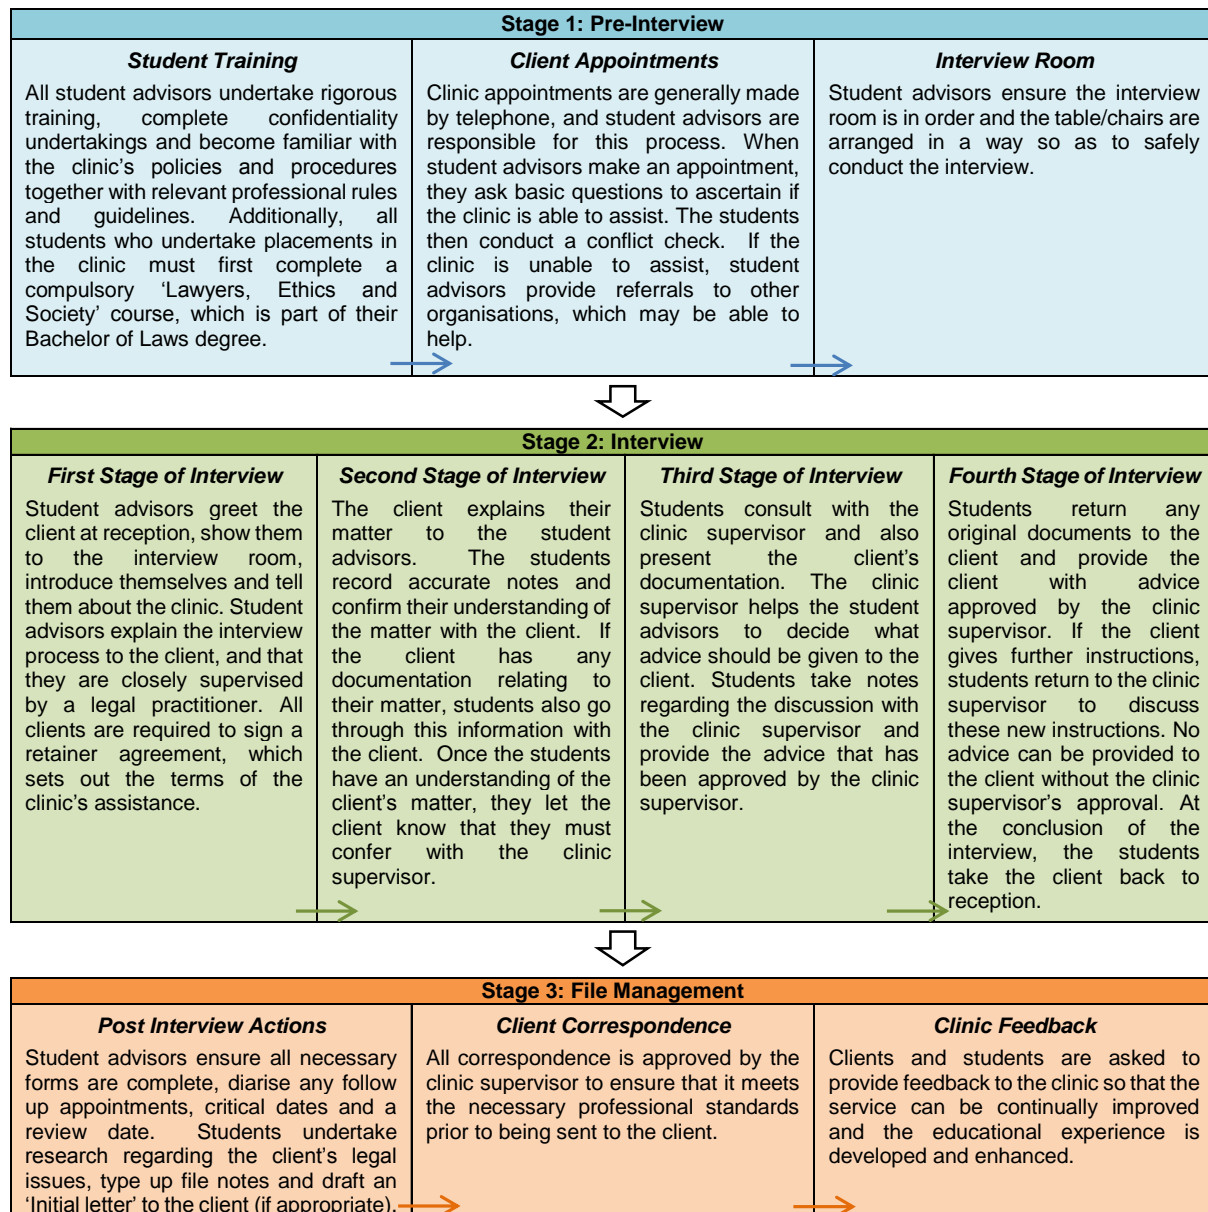 Stage 1: Pre-Interview
Student Training
All student advisors undertake rigorous
training, complete confidentiality
undertakings and become familiar with
the clinic's policies and procedures
together with relevant professional rules
and guidelines. Additionally, all
students who undertake placements in
the clinic must first complete a
compulsory 'Lawyers, Ethics and
Society' course, which is part of their
Bachelor of Laws degree.
Client Appointments
Clinic appointments are generally made
by telephone, and student advisors are
responsible for this process. When
student advisors make an appointment,
they ask basic questions to ascertain if
the clinic is able to assist. The students
then conduct a conflict check. If the
clinic is unable to assist, student
advisors provide referrals to other
organisations, which may be able to
help.
Interview Room
Student advisors ensure the interview
room is in order and the table/chairs are
arranged in a way so as to safely
conduct the interview.
Stage 2: Interview
First Stage of Interview
Student advisors greet the
client at reception, show them
to the interview room,
introduce themselves and tell
them about the clinic. Student
advisors explain the interview
process to the client, and that
they are closely supervised
by a legal practitioner. All
clients are required to sign a
retainer agreement, which
sets out the terms of the
clinic's assistance.
Second Stage of Interview
The client explains their
matter to the student
advisors. The students
record accurate notes and
confirm their understanding of
the matter with the client. If
the client has any
documentation relating to
their matter, students also go
through this information with
the client. Once the students
have an understanding of the
client's matter, they let the
client know that they must
confer with the clinic
supervisor.
Third Stage of Interview
Students consult with the
clinic supervisor and also
present the client's
documentation. The clinic
supervisor helps the student
advisors to decide what
advice should be given to the
client. Students take notes
regarding the discussion with
the clinic supervisor and
provide the advice that has
been approved by the clinic
supervisor.
Fourth Stage of Interview
Students return any
original documents to the
client and provide the
client with advice
approved by the clinic
supervisor. If the client
gives further instructions,
students return to the clinic
supervisor to discuss
these new instructions. No
advice can be provided to
the client without the clinic
supervisor's approval. At
the conclusion of the
interview, the students
take the client back to
reception.
Stage 3: File Management
Post Interview Actions
Student advisors ensure all necessary
forms are complete, diarise any follow
up appointments, critical dates and a
review date. Students undertake
research regarding the client's legal
issues, type up file notes and draft an
'Initial letter' to the client (if appropriate).
Client Correspondence
All correspondence is approved by the
clinic supervisor to ensure that it meets
the necessary professional standards
prior to being sent to the client.
Clinic Feedback
Clients and students are asked to
provide feedback to the clinic so that the
service can be continually improved
and the educational experience is
developed and enhanced.